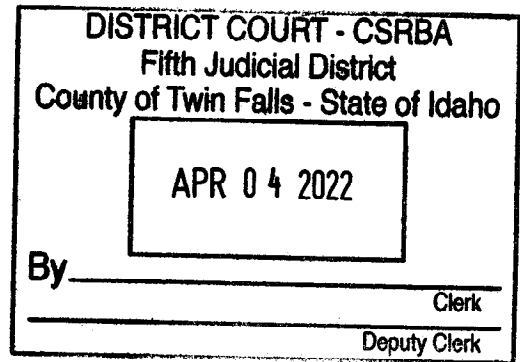 DISTRICT COURT - CSRBA
Fifth Judicial District
County of Twin Falls - State of Idaho
APR 04 2022
By
Clerk
Deputy Clerk